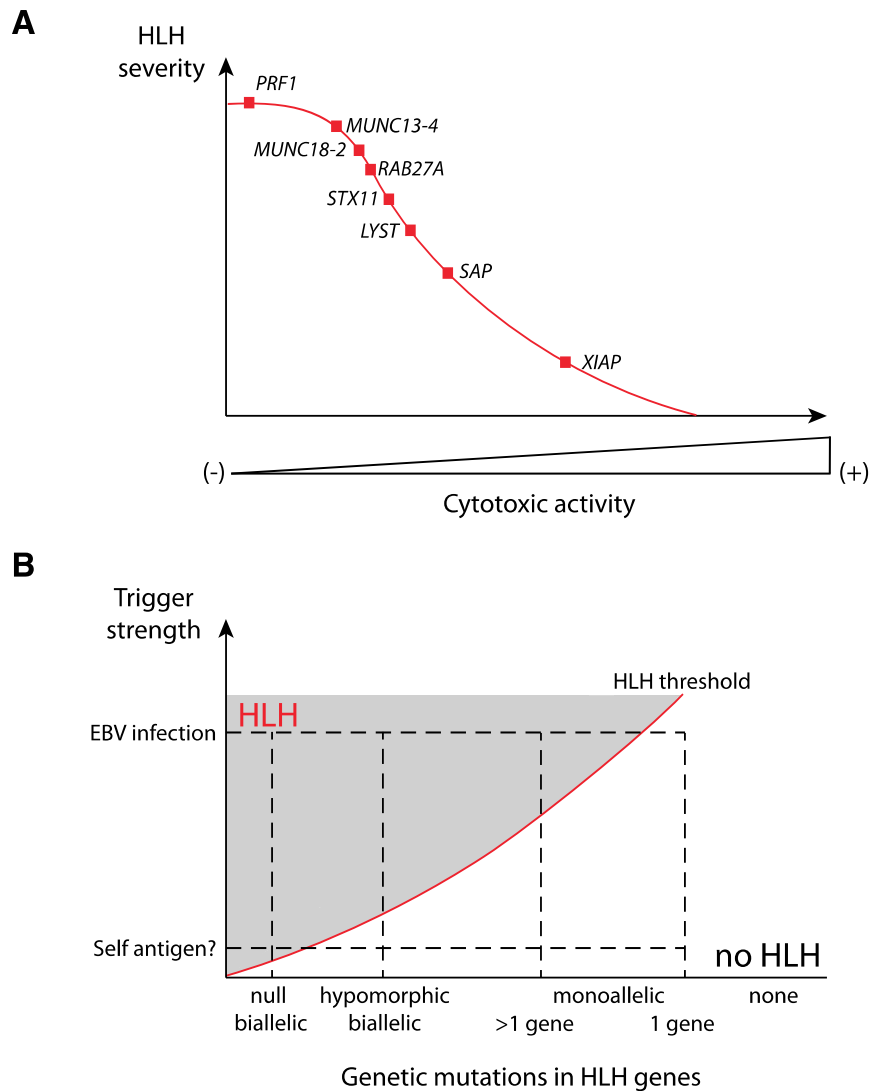 A
HLH
severity
PRF1
MUNC13-4
MUNC18-2
RAB27A
STX11
LYST
SAP
XIAP
(-)
(+)
Cytotoxic activity
B
Trigger
strength
HLH threshold
HLH
EBV infection
Self antigen?
no HLH
null
biallelic
hypomorphic
biallelic
monoallelic
>1 gene
1 gene
none
Genetic mutations in HLH genes